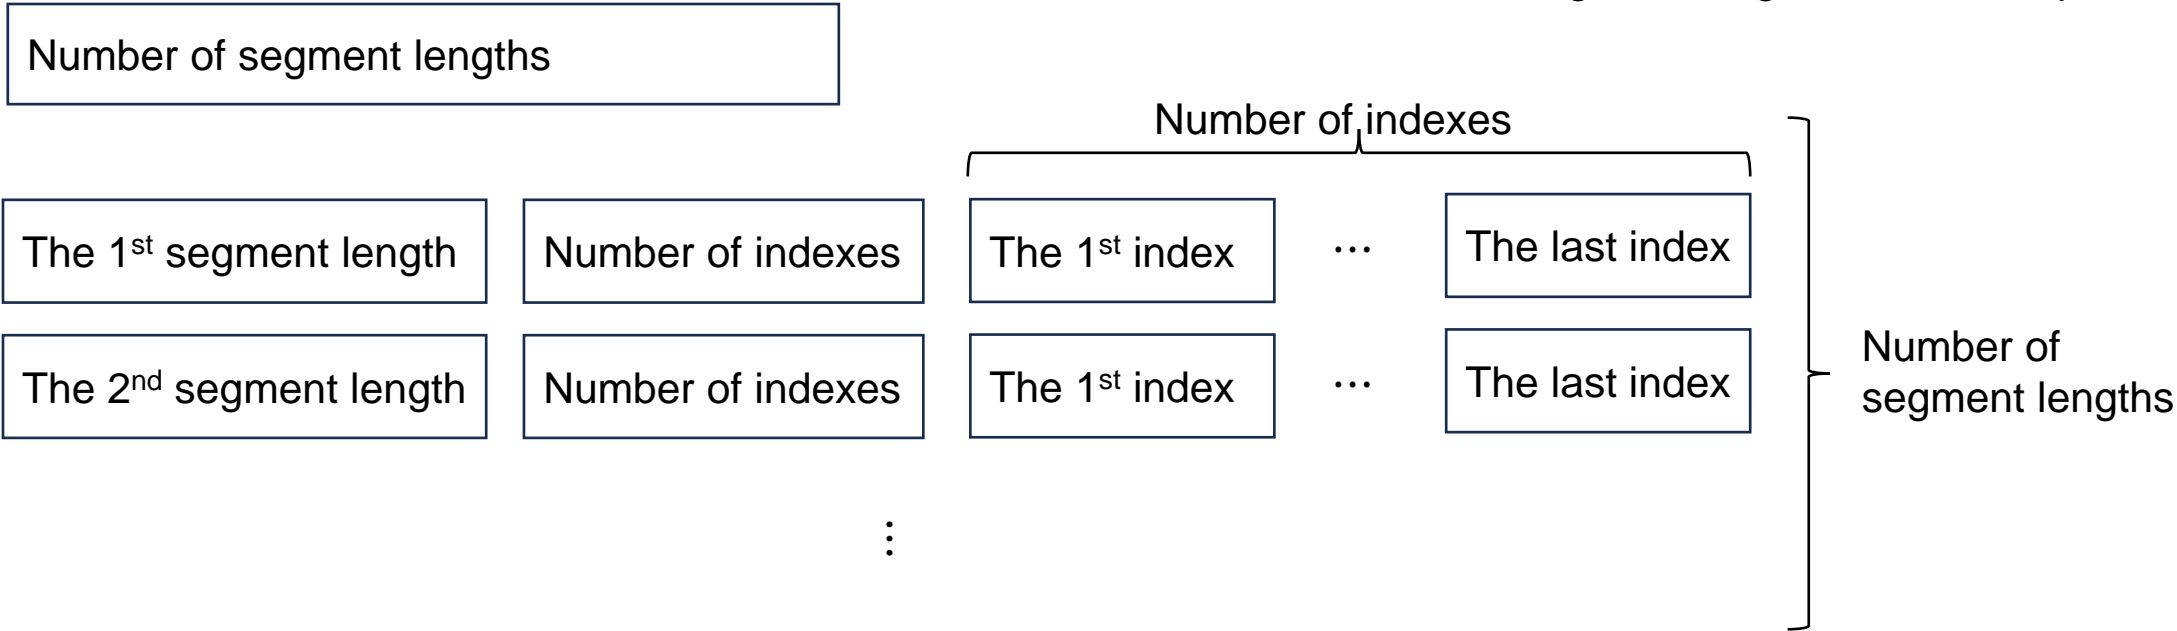 Number of segment lengths
Number of indexes
The 1st segment length Number of indexes The 1st index ... The last index
The 2nd segment length Number of indexes The 1st index ... The last index
Number of
segment lengths
⋮